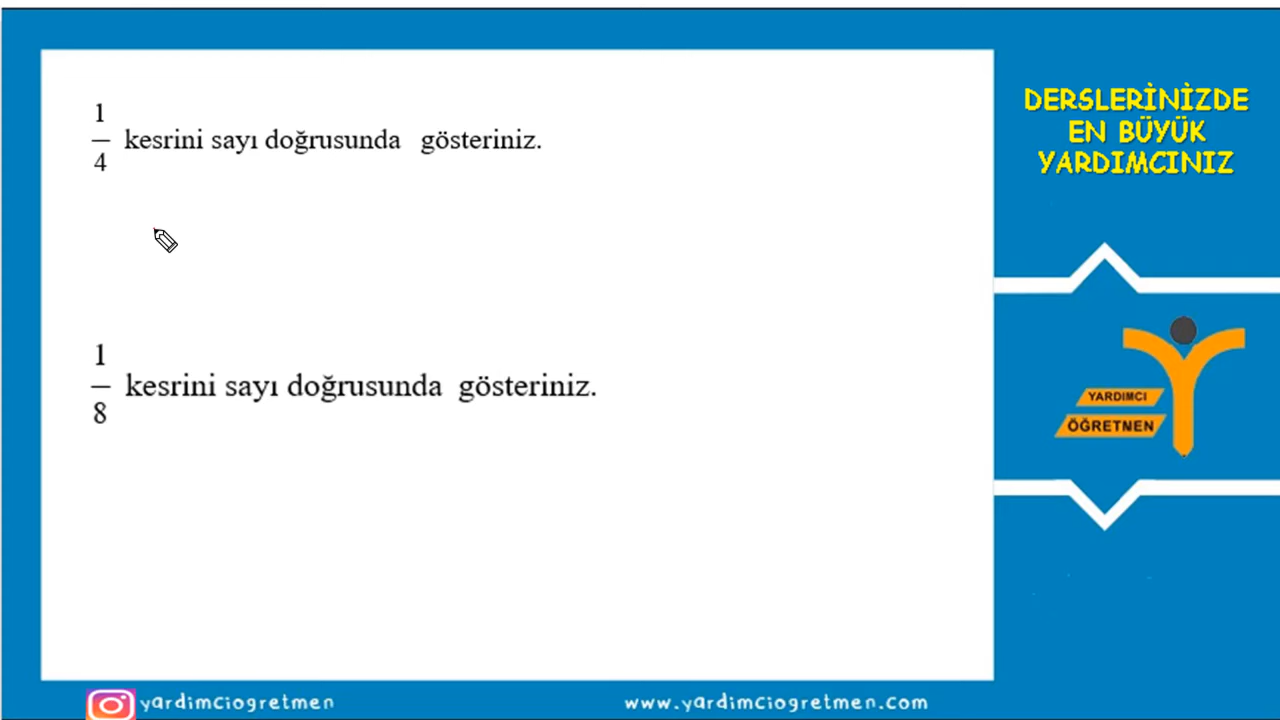 1
4
kesrini sayı doğrusunda gösteriniz.
1
8
kesrini sayı doğrusunda gösteriniz.
DERSLERİNİZDE
EN BÜYÜK
YARDIMCINIZ
YARDIMCI
ÖĞRETMEN
yardimciogretmen
www.yardimciogretmen.com